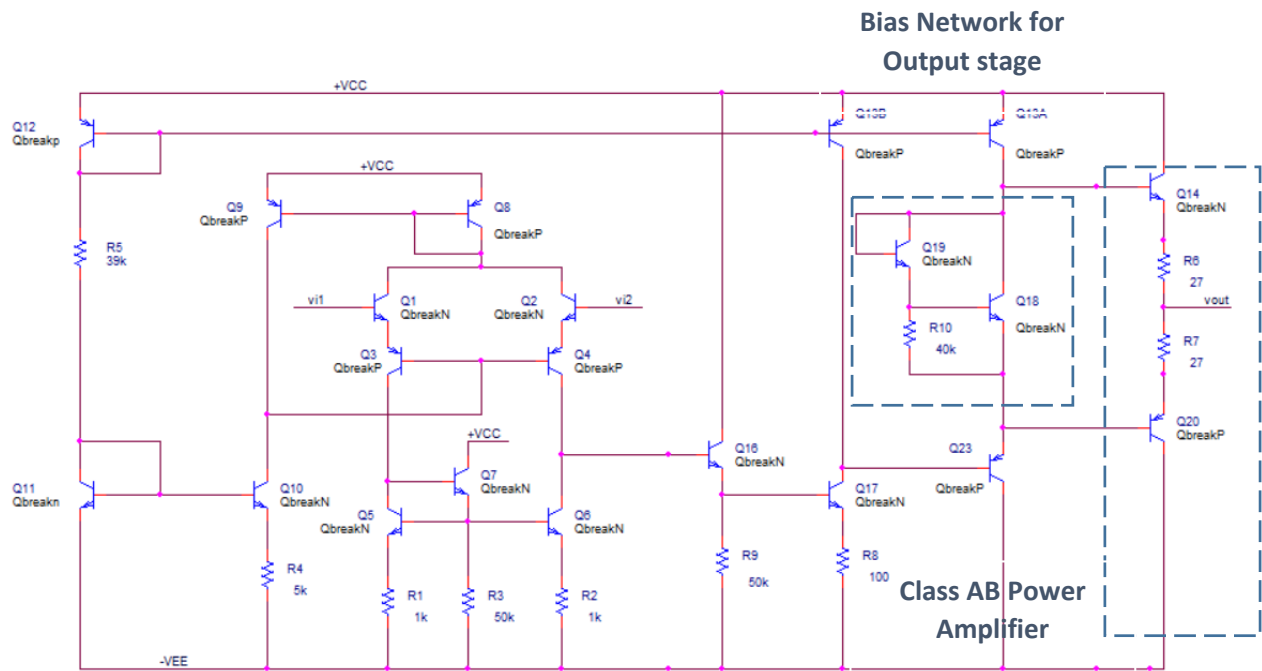 Bias Network for
Output stage
+VCC
Q12
Qbreakp
Q13B
QbreakP
Q13A
QbreakP
+VCC
Q9
QbreakP
Q8
QbreakP
Q14
QbreakN
R5
39k
Q19
QbreakN
R6
27
vi1
Q1
QbreakN
Q2
QbreakN
vi2
Q18
QbreakN
vout
R10
40k
Q3
QbreakP
Q4
QbreakP
R7
27
+VCC
Q16
QbreakN
Q20
QbreakP
Q23
QbreakP
Q7
QbreakN
Q11
Qbreakn
Q10
QbreakN
Q5
QbreakN
Q6
QbreakN
Q17
QbreakN
R4
5k
R9
50k
R8
100
R1
1k
R3
50k
R2
1k
Class AB Power
Amplifier
-VEE